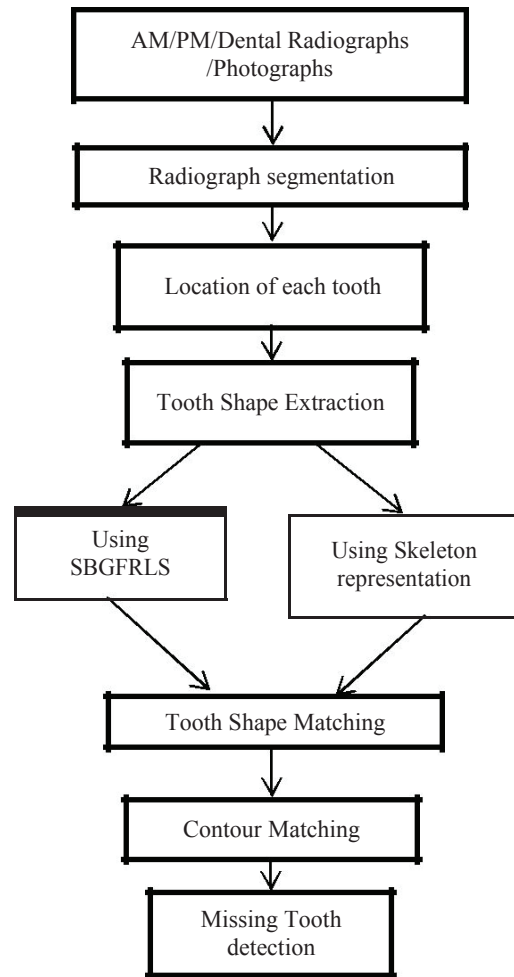 AM/PM/Dental Radiographs
/Photographs
Radiograph segmentation
Location of each tooth
Tooth Shape Extraction
Using
SBGFRLS
Using Skeleton
representation
Tooth Shape Matching
Contour Matching
Missing Tooth
detection